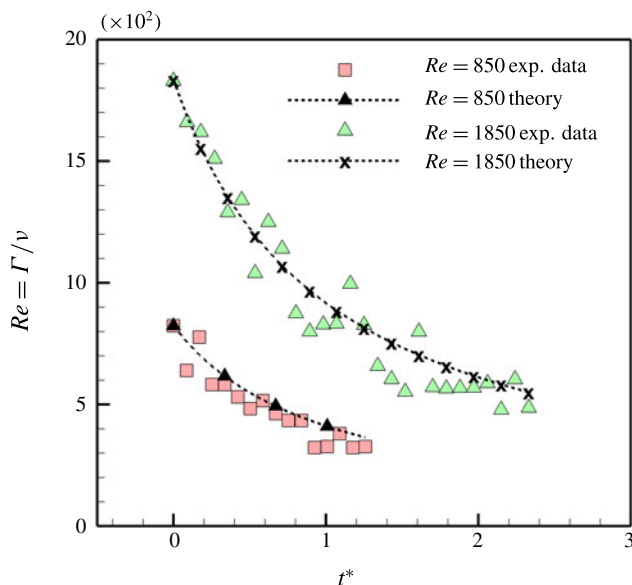 (×10²)
20
15
10
5
0
Re = Γ/ν
Re = 850 exp. data
Re = 850 theory
Re = 1850 exp. data
Re = 1850 theory
0 1 2 3
t*